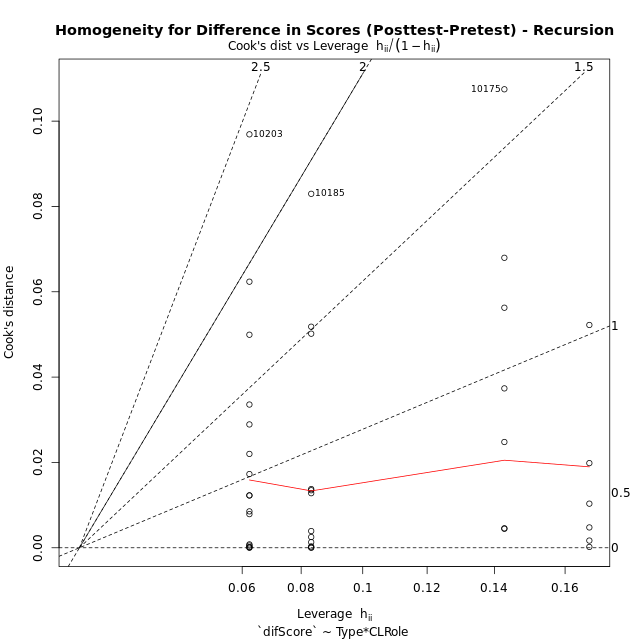 Homogeneity for Difference in Scores (Posttest-Pretest) - Recursion
Cook's dist vs Leverage hii/(1−hii)
2.5 2 1.5
10175
10203
10185
1
0.5
0
0.10
0.08
0.06
0.04
0.02
0.00
Cook's distance
0.06 0.08 0.1 0.12 0.14 0.16
Leverage hii
`difScore` ~ Type*CLRole